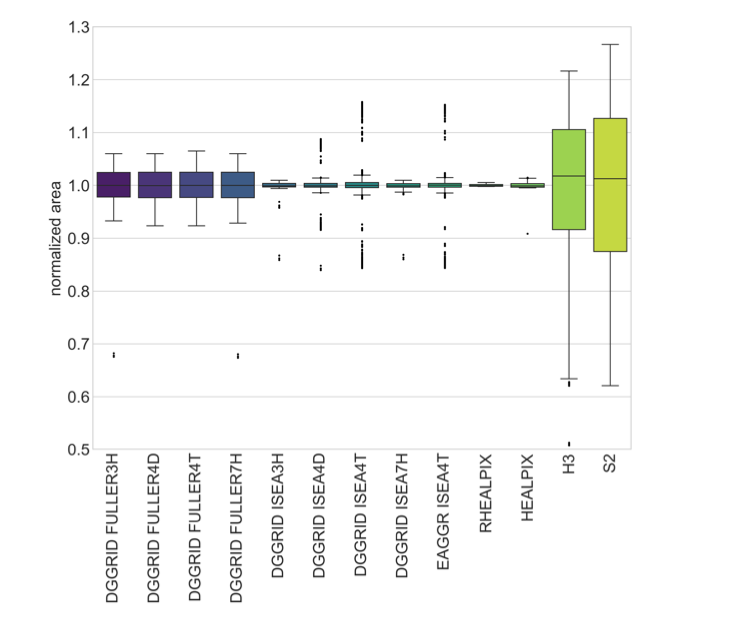 1.3
1.2
1.1
1.0
0.9
0.8
0.7
0.6
0.5
normalized area
DGGRID FULLER3H
DGGRID FULLER4D
DGGRID FULLER4T
DGGRID FULLER7H
DGGRID ISEA3H
DGGRID ISEA4D
DGGRID ISEA4T
DGGRID ISEA7H
EAGGR ISEA4T
RHEALPIX
HEALPIX
H3
S2